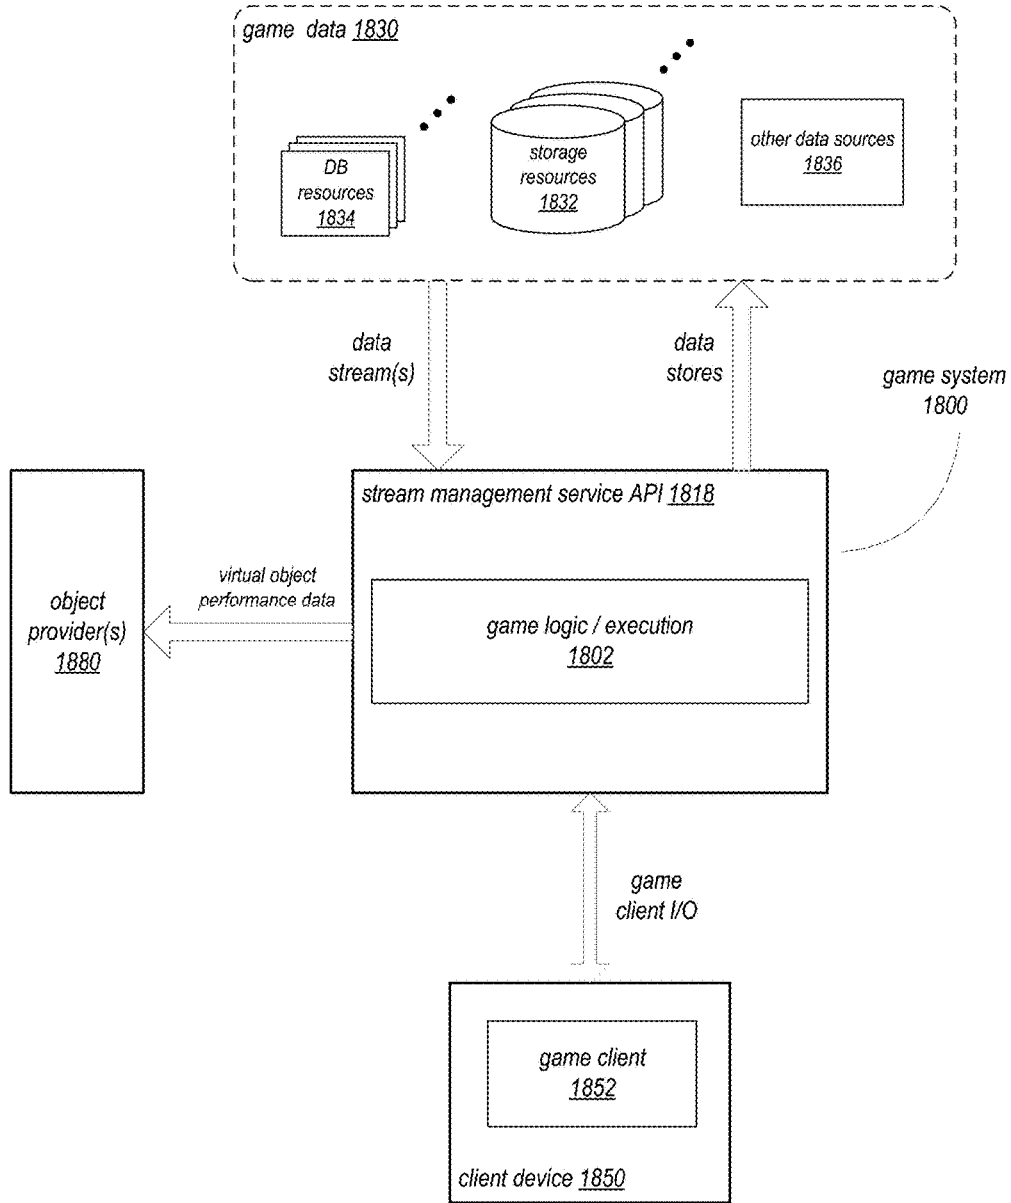 game data 1830
DB
resources
1834
storage
resources
1832
other data sources
1836
data
stream(s)
data
stores
game system
1800
stream management service API 1818
virtual object
performance data
object
provider(s)
1880
game logic / execution
1802
game
client I/O
game client
1852
client device 1850